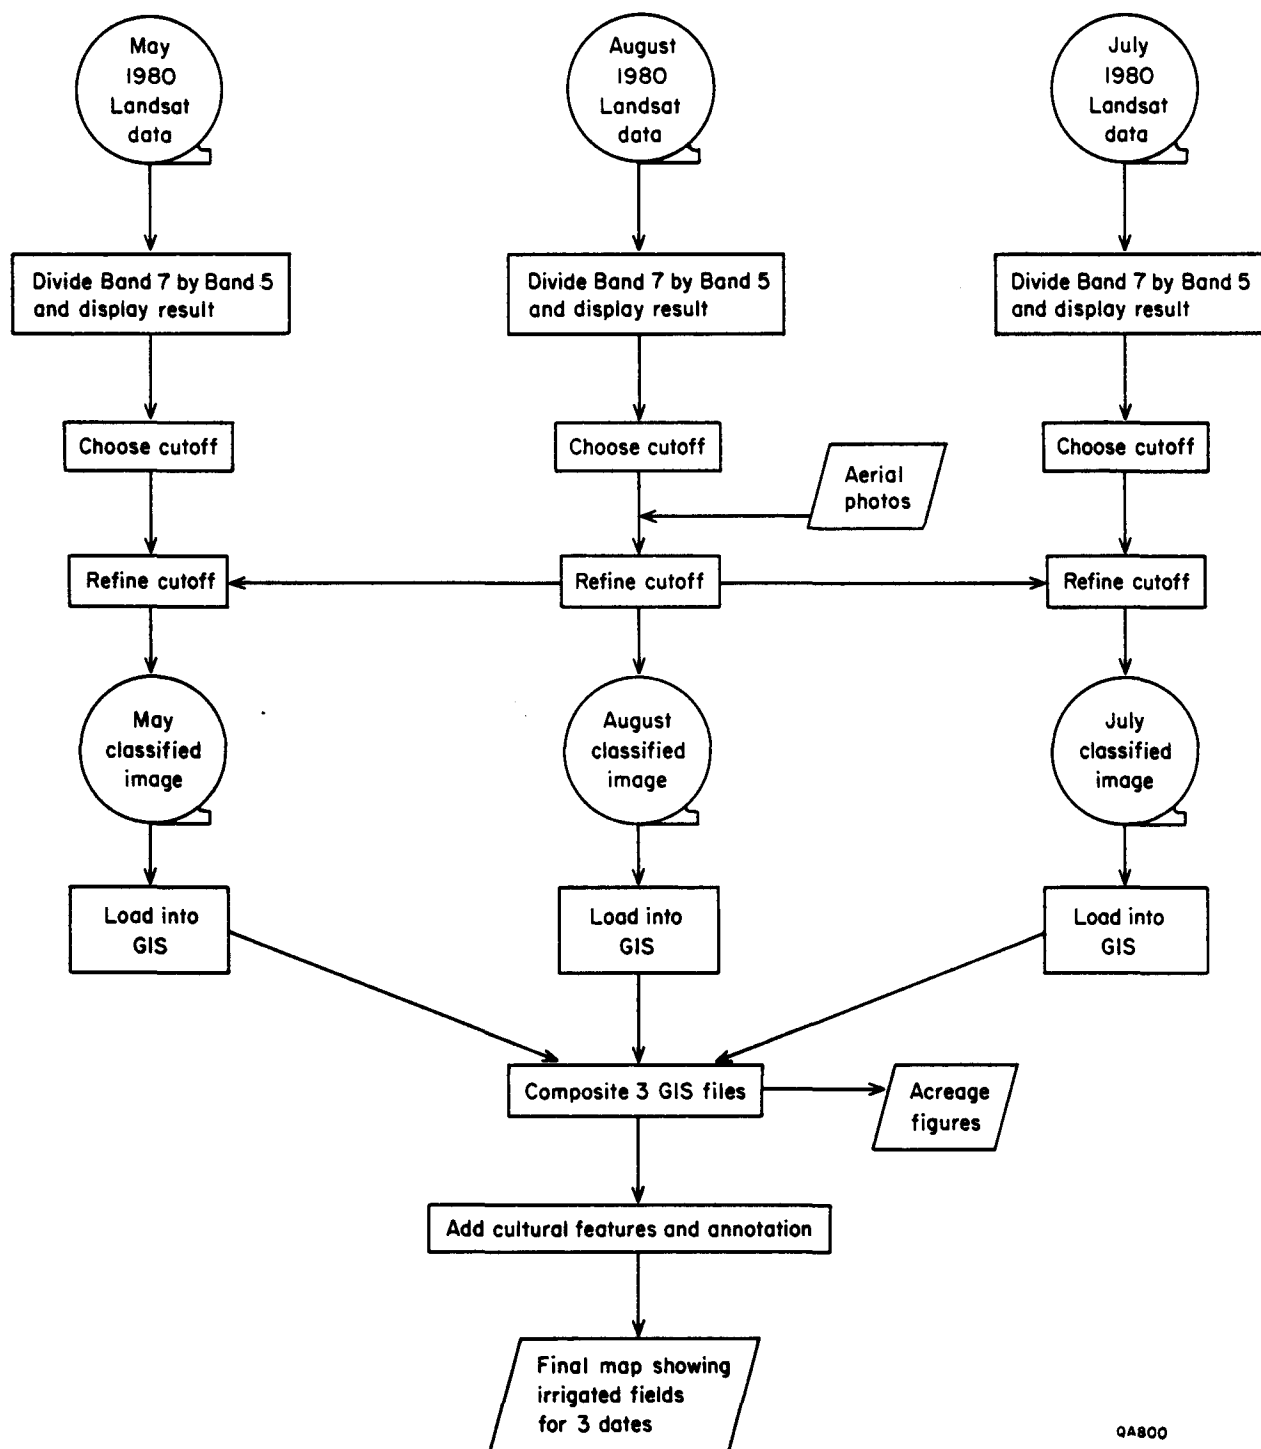 May
1980
Landsat
data
August
1980
Landsat
data
July
1980
Landsat
data
Divide Band 7 by Band 5
and display result
Divide Band 7 by Band 5
and display result
Divide Band 7 by Band 5
and display result
Choose cutoff
Choose cutoff
Choose cutoff
Aerial
photos
Refine cutoff
Refine cutoff
Refine cutoff
May
classified
image
August
classified
image
July
classified
image
Load into
GIS
Load into
GIS
Load into
GIS
Composite 3 GIS files
Acreage
figures
Add cultural features and annotation
Final map showing
irrigated fields
for 3 dates
QA800